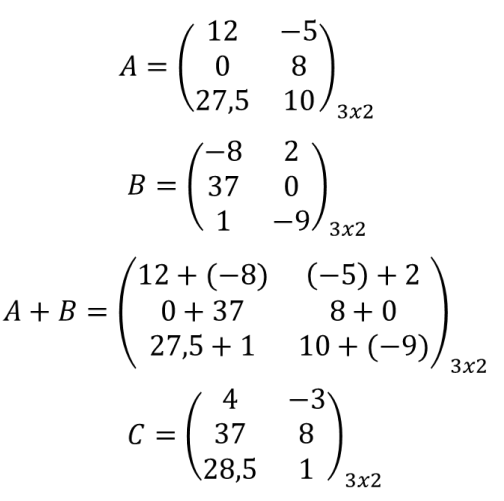 A = ( 12 −5
0 8
27,5 10 ) 3x2
B = ( −8 2
37 0
1 −9 ) 3x2
A + B = ( 12 + (−8) (−5) + 2
0 + 37 8 + 0
27,5 + 1 10 + (−9) ) 3x2
C = ( 4 −3
37 8
28,5 1 ) 3x2